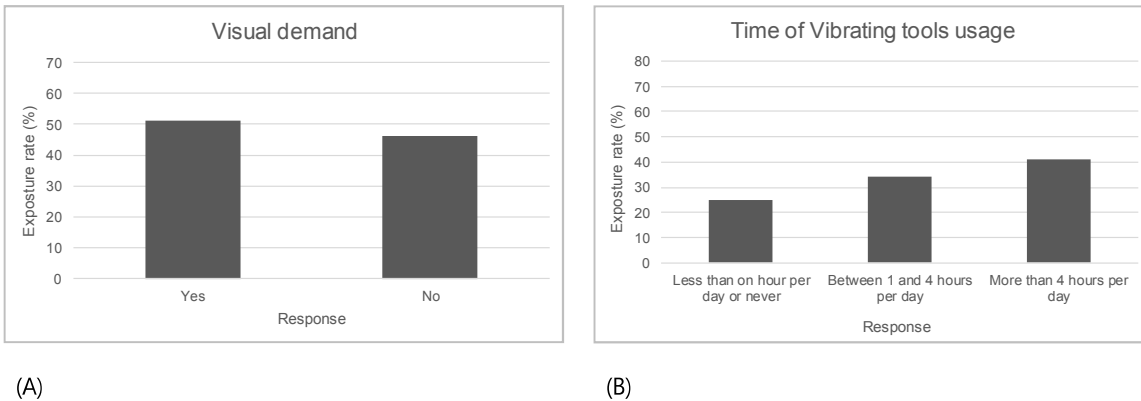 Visual demand
70
60
50
40
30
20
10
0
Exposture rate (%)
Yes No
Response
(A)
Time of Vibrating tools usage
80
70
60
50
40
30
20
10
0
Exposture rate (%)
Less than on hour per Between 1 and 4 hours More than 4 hours per
day or never per day day
Response
(B)